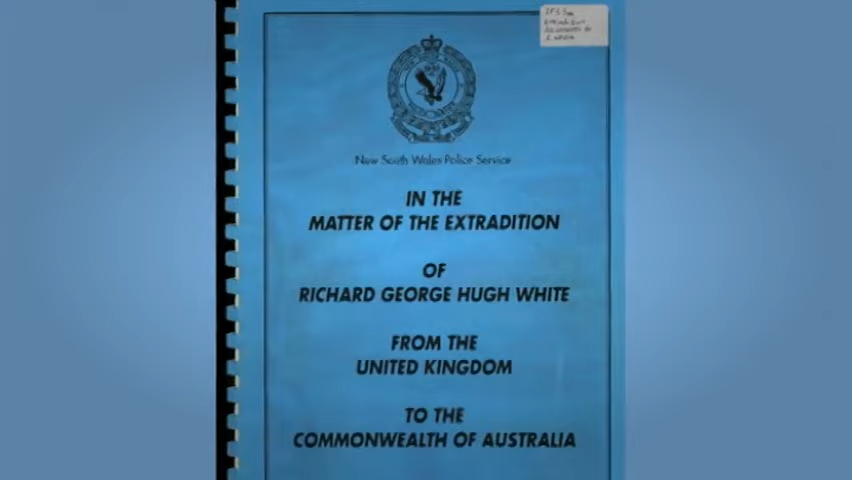 New South Wales Police Service
IN THE
MATTER OF THE EXTRADITION
OF
RICHARD GEORGE HUGH WHITE
FROM THE
UNITED KINGDOM
TO THE
COMMONWEALTH OF AUSTRALIA